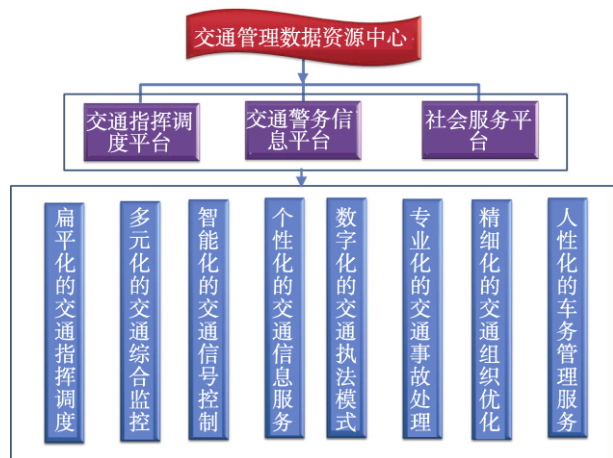 交通管理数据资源中心
交通指挥调
度平台
交通警务信
息平台
社会服务平
台
扁平化的交通指挥调度
多元化的交通综合监控
智能化的交通信号控制
个性化的交通信息服务
数字化的交通执法模式
专业化的交通事故处理
精细化的交通组织优化
人性化的车务管理服务